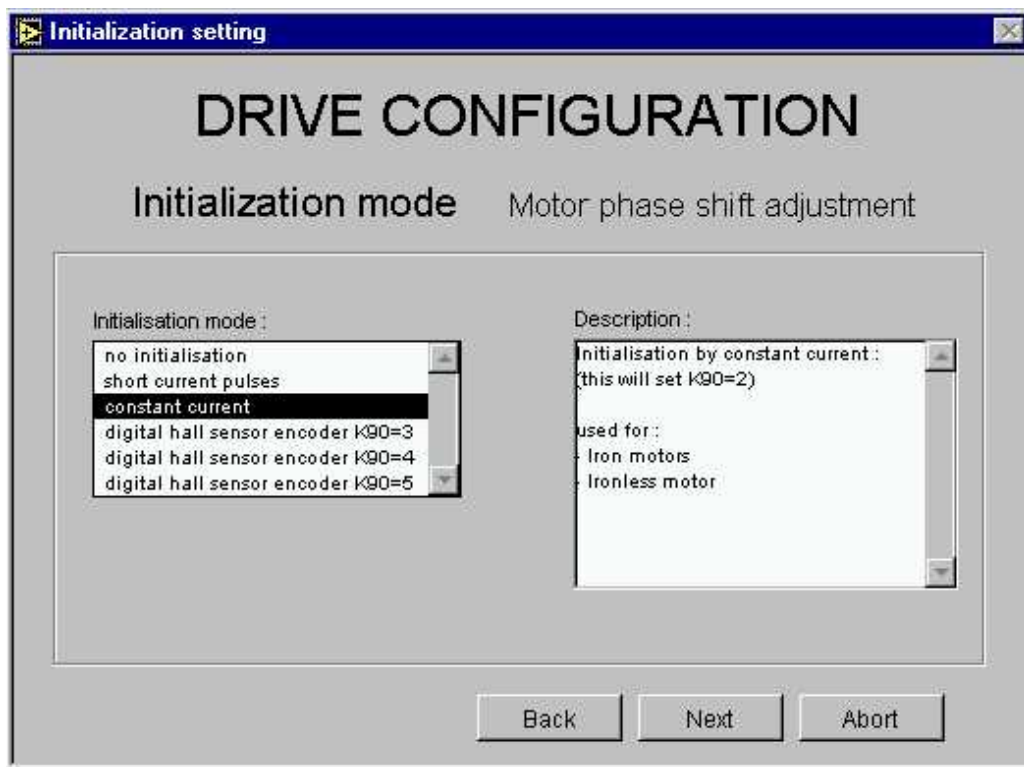 Initialization setting
DRIVE CONFIGURATION
Initialization mode Motor phase shift adjustment
Initialisation mode :
no initialisation
short current pulses
constant current
digital hall sensor encoder K90=3
digital hall sensor encoder K90=4
digital hall sensor encoder K90=5
Description :
Initialisation by constant current :
(this will set K90=2)
used for :
- Iron motors
- Ironless motor
Back Next Abort